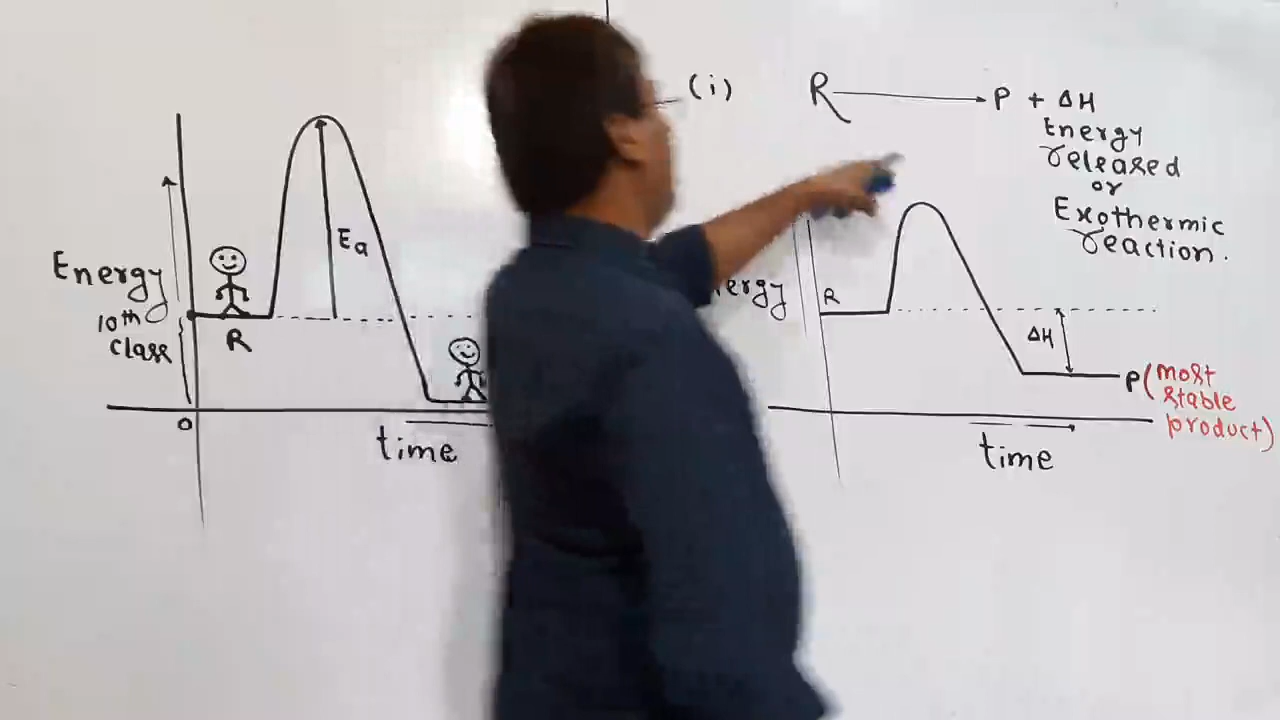 (i) R → P + ΔH
Energy
released
or
Exothermic
reaction.
Ea
Energy
10th
class
R
0
time
R
ΔH
P (most
stable
product)
time